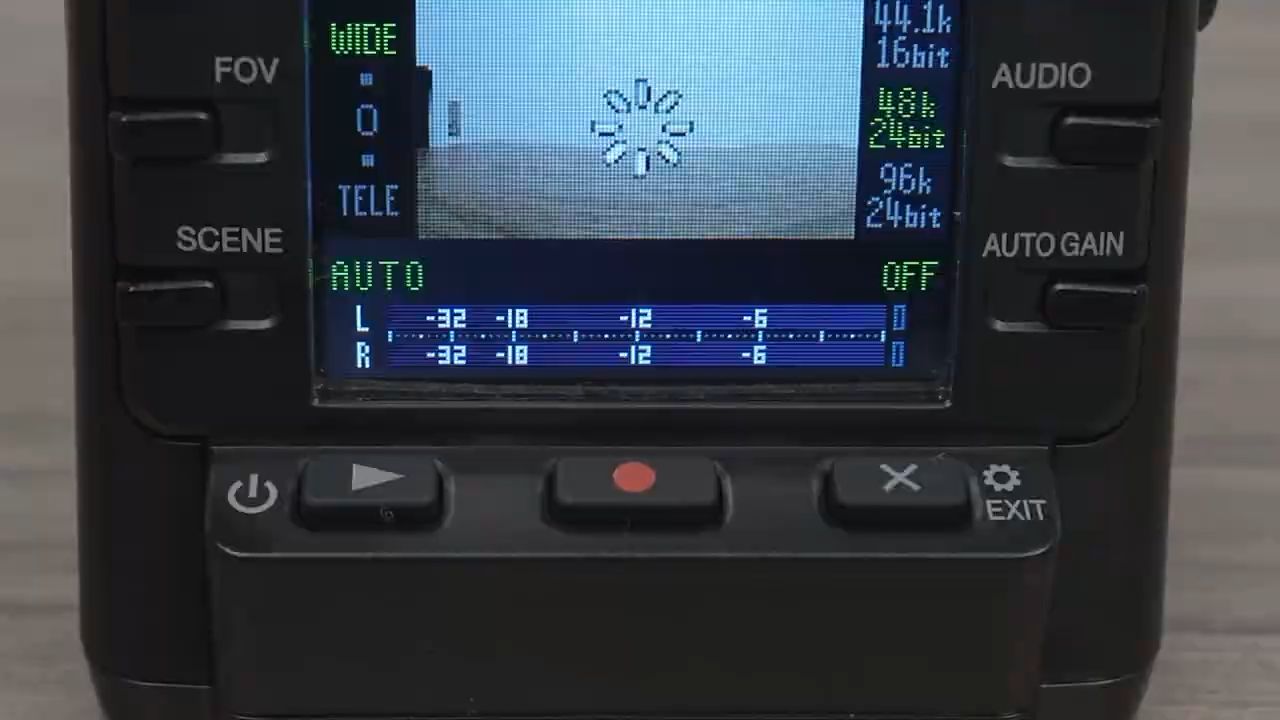 WIDE
44.1k
16bit
FOV
AUDIO
0
48k
24bit
TELE
96k
24bit
SCENE
AUTO GAIN
AUTO
OFF
L -32 -18 -12 -6 0
R -32 -18 -12 -6 0
EXIT